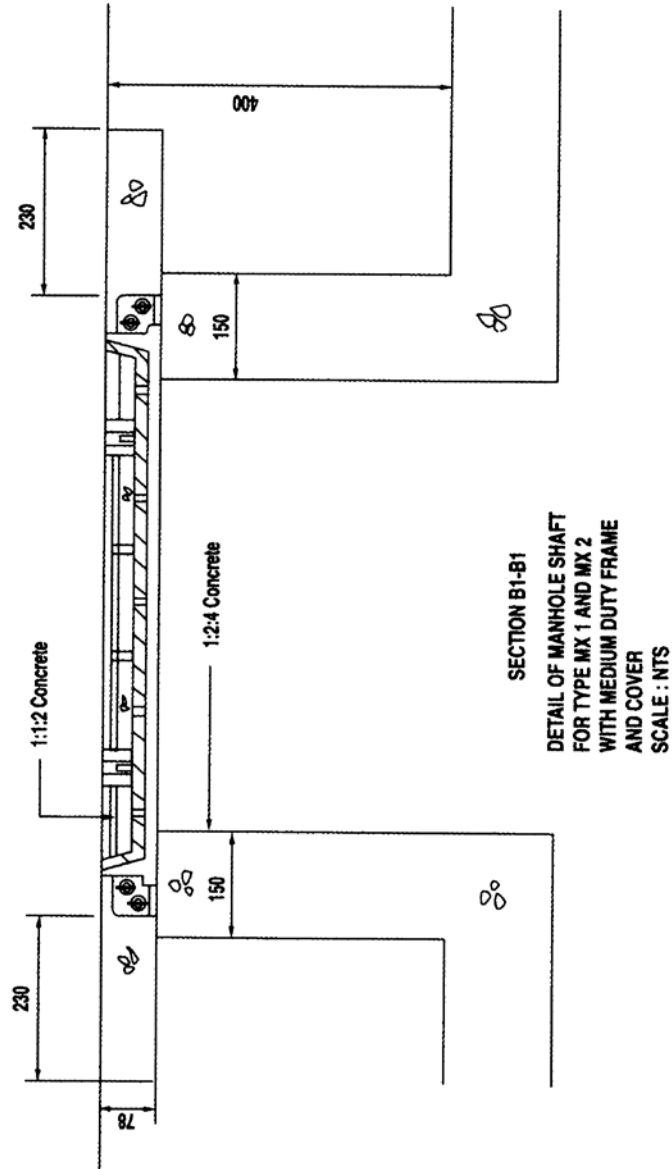 230
230
78
400
1:1:2 Concrete
150
150
1:2:4 Concrete
SECTION B1-B1
DETAIL OF MANHOLE SHAFT
FOR TYPE MX 1 AND MX 2
WITH MEDIUM DUTY FRAME
AND COVER
SCALE : NTS